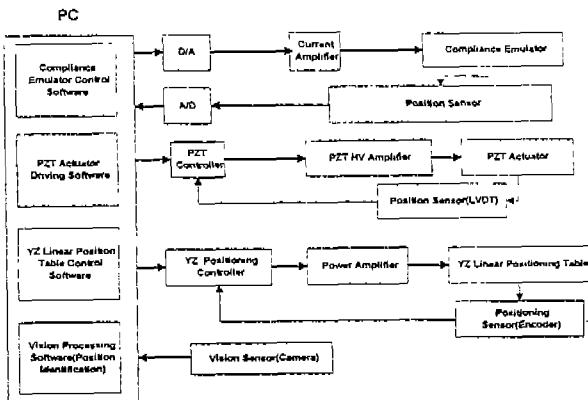 PC
Compliance
Emulator Control
Software
D/A
Current
Amplifier
Compliance Emulator
A/D
Position Sensor
PZT Actuator
Driving Software
PZT
Controller
PZT HV Amplifier
PZT Actuator
Position Sensor(LVDT)
YZ Linear Position
Table Control
Software
YZ Positioning
Controller
Power Amplifier
YZ Linear Positioning Table
Positioning
Sensor(Encoder)
Vision Processing
Software(Position
Identification)
Vision Sensor(Camera)